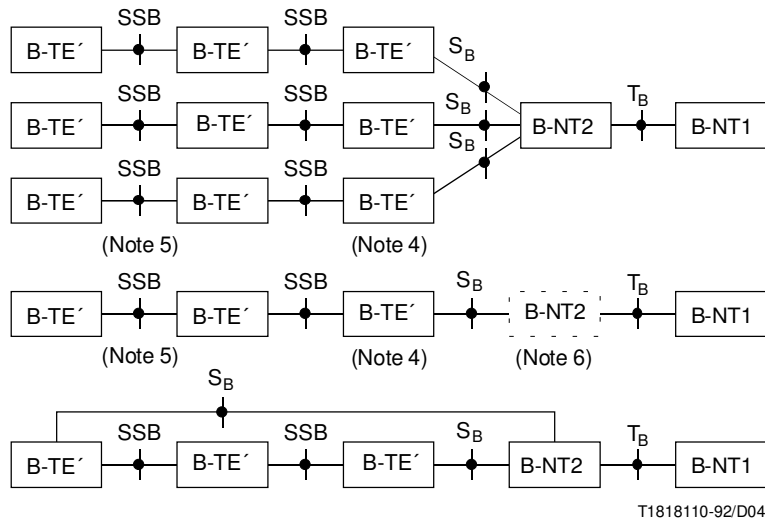 SSB SSB S_B
B-TE´ B-TE´ B-TE´
SSB SSB S_B T_B
B-TE´ B-TE´ B-TE´ B-NT2 B-NT1
SSB SSB S_B
B-TE´ B-TE´ B-TE´
(Note 5) (Note 4)
SSB SSB S_B T_B
B-TE´ B-TE´ B-TE´ B-NT2 B-NT1
(Note 5) (Note 4) (Note 6)
S_B
SSB SSB S_B T_B
B-TE´ B-TE´ B-TE´ B-NT2 B-NT1
T1818110-92/D04